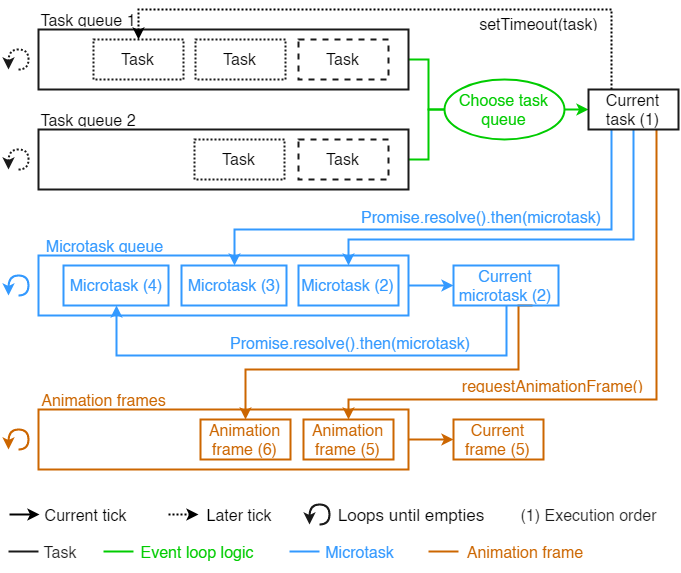 Task queue 1
setTimeout(task)
Task
Task
Task
Choose task
queue
Current
task (1)
Task queue 2
Task
Task
Promise.resolve().then(microtask)
Microtask queue
Microtask (4)
Microtask (3)
Microtask (2)
Current
microtask (2)
Promise.resolve().then(microtask)
requestAnimationFrame()
Animation frames
Animation
frame (6)
Animation
frame (5)
Current
frame (5)
Current tick
Later tick
Loops until empties
(1) Execution order
Task
Event loop logic
Microtask
Animation frame